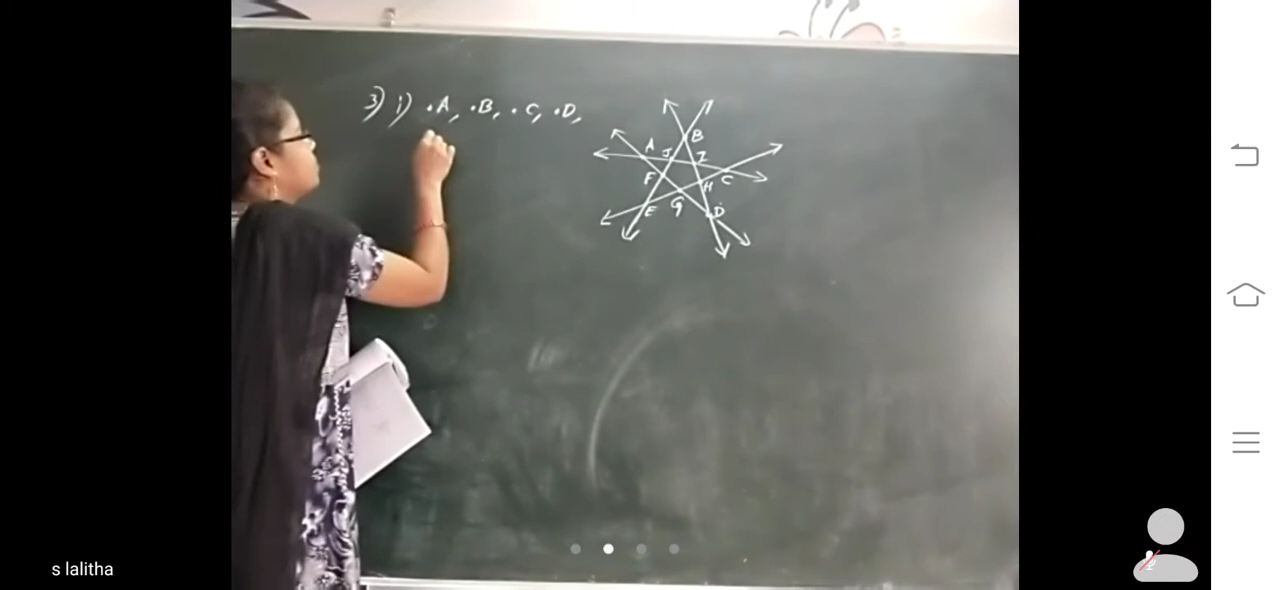 3) i) .A, .B, .C, .D,
B
A J I
F H C
E G D
s lalitha